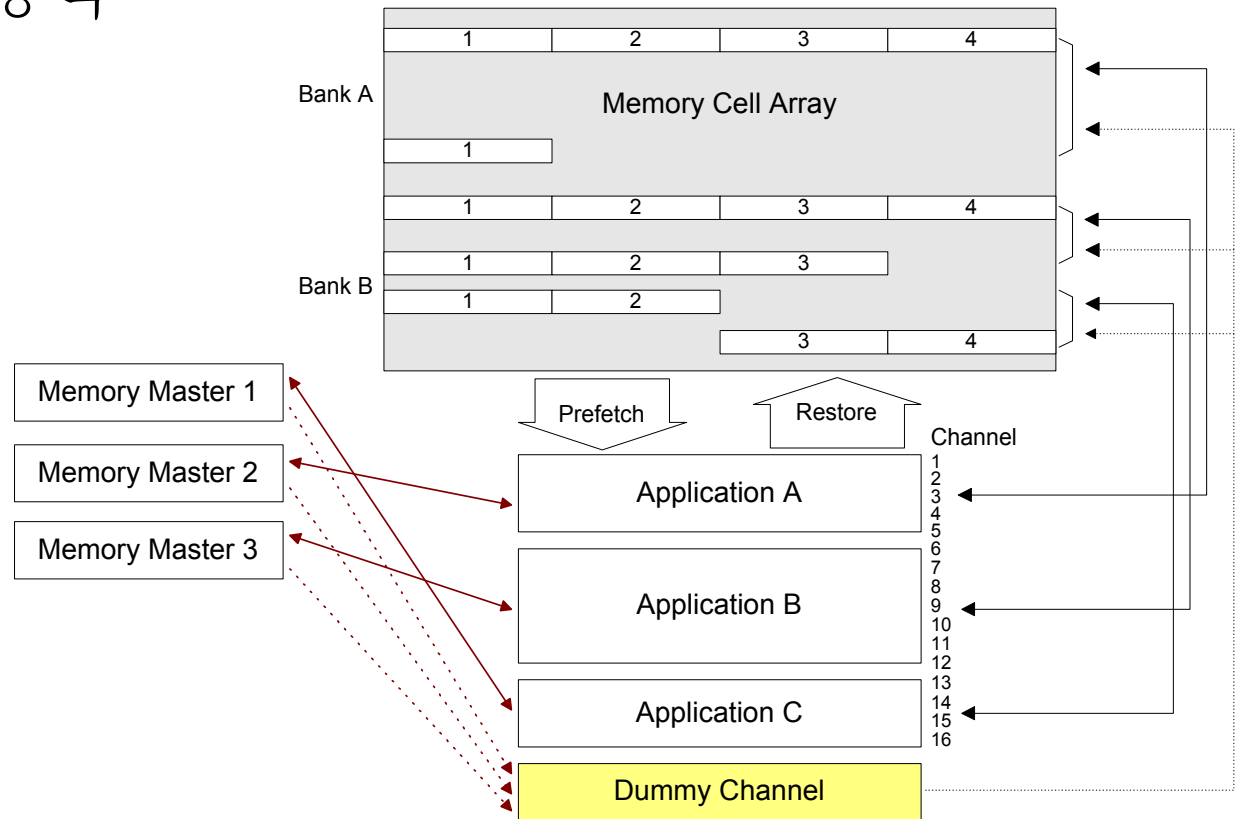 1 2 3 4
Bank A
Memory Cell Array
1
1 2 3 4
1 2 3
Bank B
1 2
3 4
Memory Master 1
Prefetch
Restore
Channel
Memory Master 2
Application A
Memory Master 3
Application B
Application C
1
2
3
4
5
6
7
8
9
10
11
12
13
14
15
16
Dummy Channel